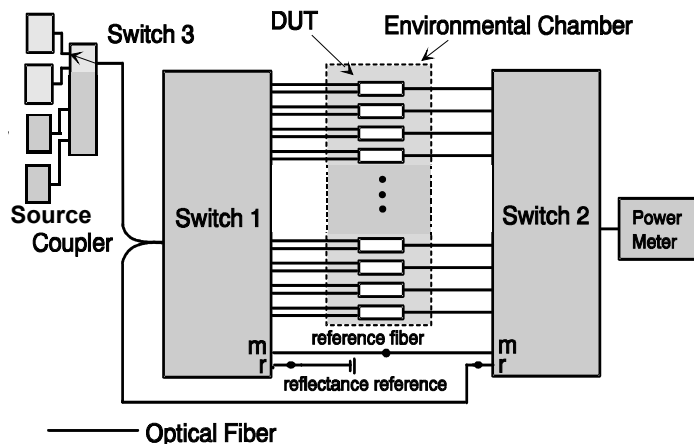 Switch 3
DUT
Environmental Chamber
Source
Coupler
Switch 1
Switch 2
Power
Meter
m
r
reference fiber
reflectance reference
m
r
Optical Fiber